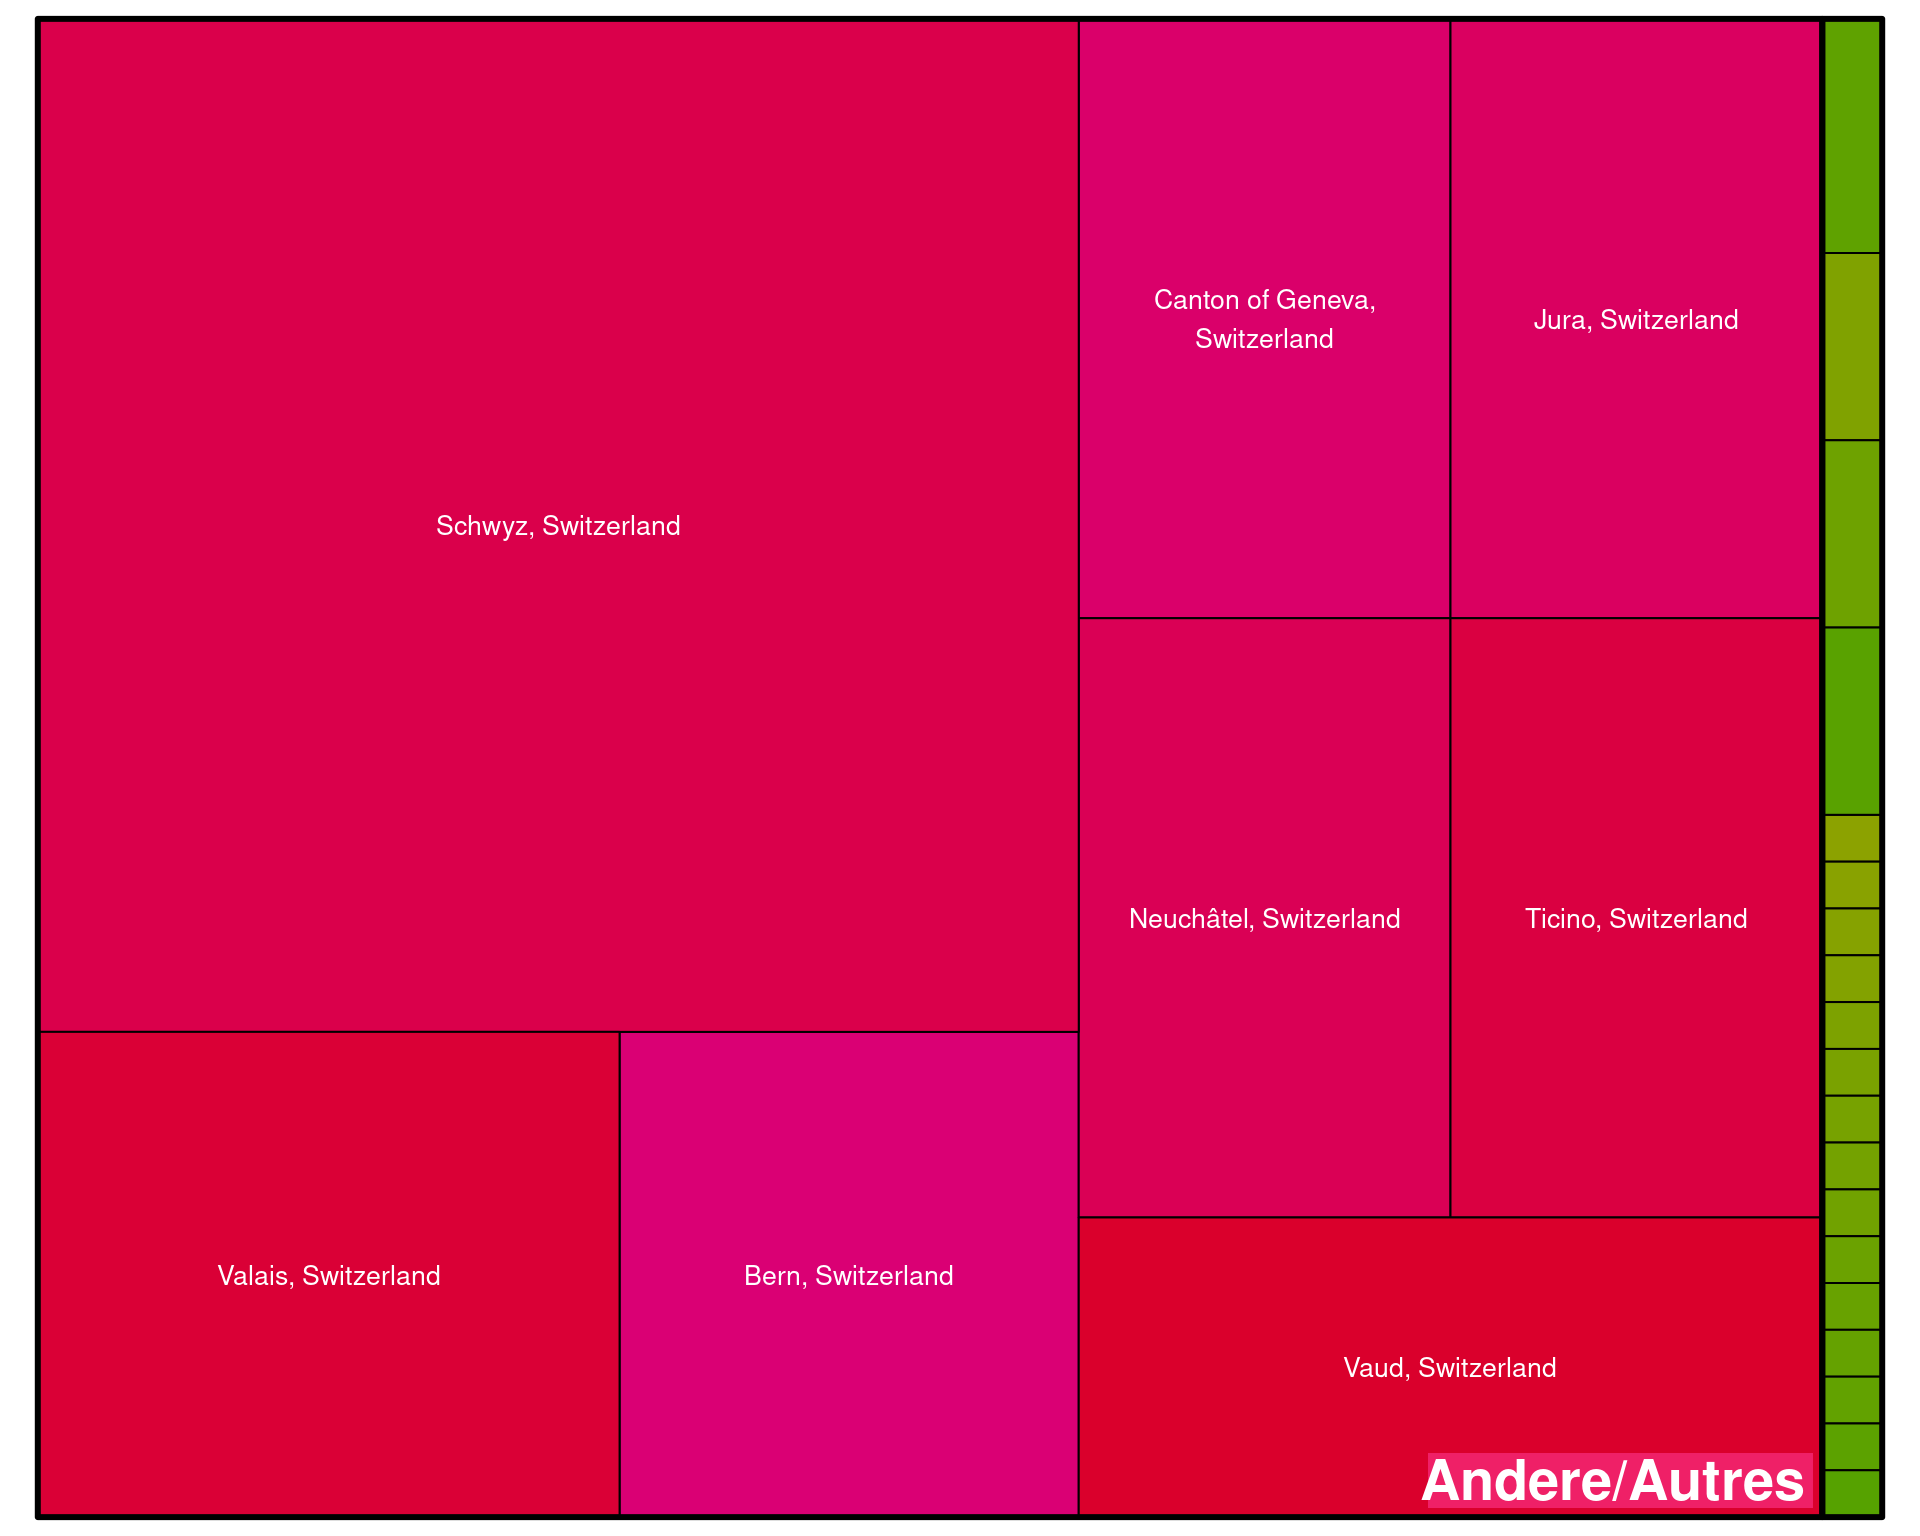 Schwyz, Switzerland
Canton of Geneva,
Switzerland
Jura, Switzerland
Neuchâtel, Switzerland
Ticino, Switzerland
Valais, Switzerland
Bern, Switzerland
Vaud, Switzerland
Andere/Autres